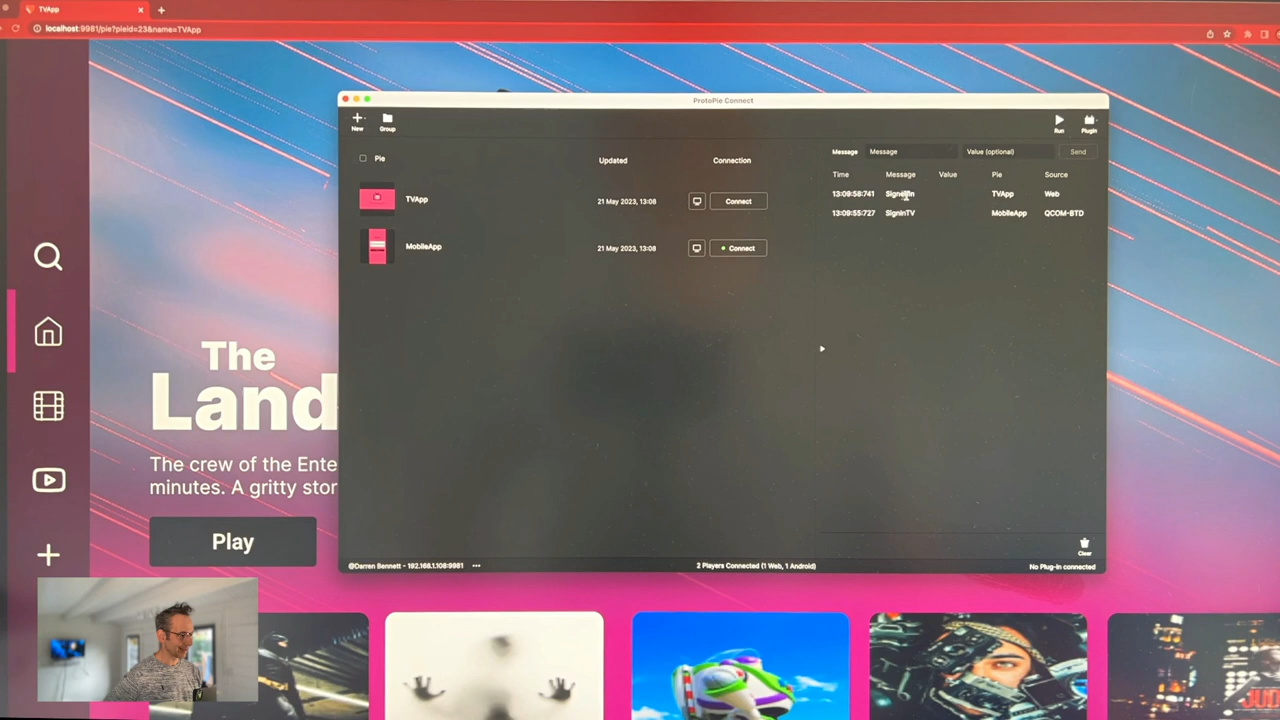 TVApp
localhost:9981/pie?pieid=23&name=TVApp
ProtoPie Connect
New
Group
Run
Plugin
Pie
Updated
Connection
Message
Message
Value (optional)
Send
Time
Message
Value
Pie
Source
TVApp
21 May 2023, 13:08
Connect
13:09:58:741
TVApp
Web
13:09:55:727
SignInTV
MobileApp
QCOM-BTD
MobileApp
21 May 2023, 13:08
Connect
The
Land
The crew of the Ente
minutes. A gritty stor
Play
Clear
@Darren Bennett - 192.168.1.108:9981
2 Players Connected (1 Web, 1 Android)
No Plug-in connected
JUD